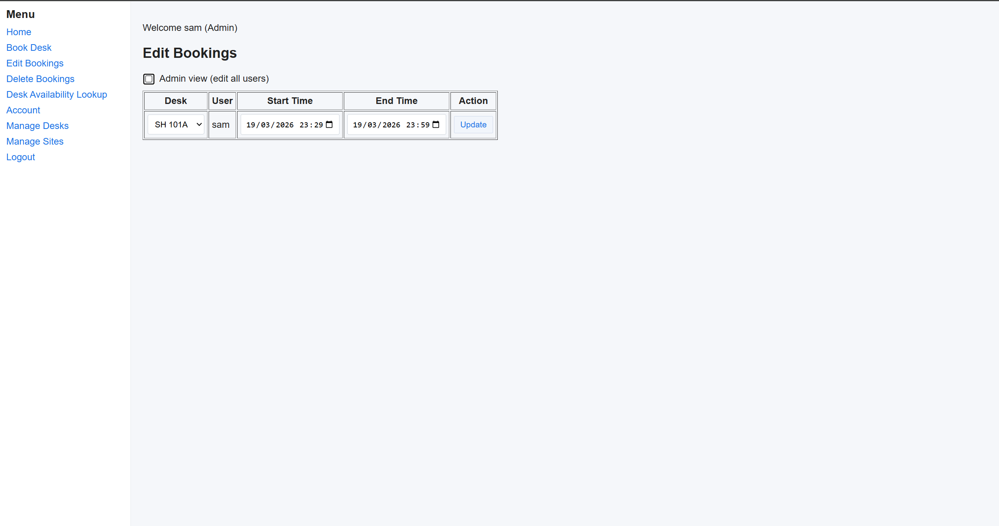 Menu
Home
Book Desk
Edit Bookings
Delete Bookings
Desk Availability Lookup
Account
Manage Desks
Manage Sites
Logout
Welcome sam (Admin)
Edit Bookings
Admin view (edit all users)
Desk User Start Time End Time Action
SH 101A sam 19/03/2026 23:29 19/03/2026 23:59 Update